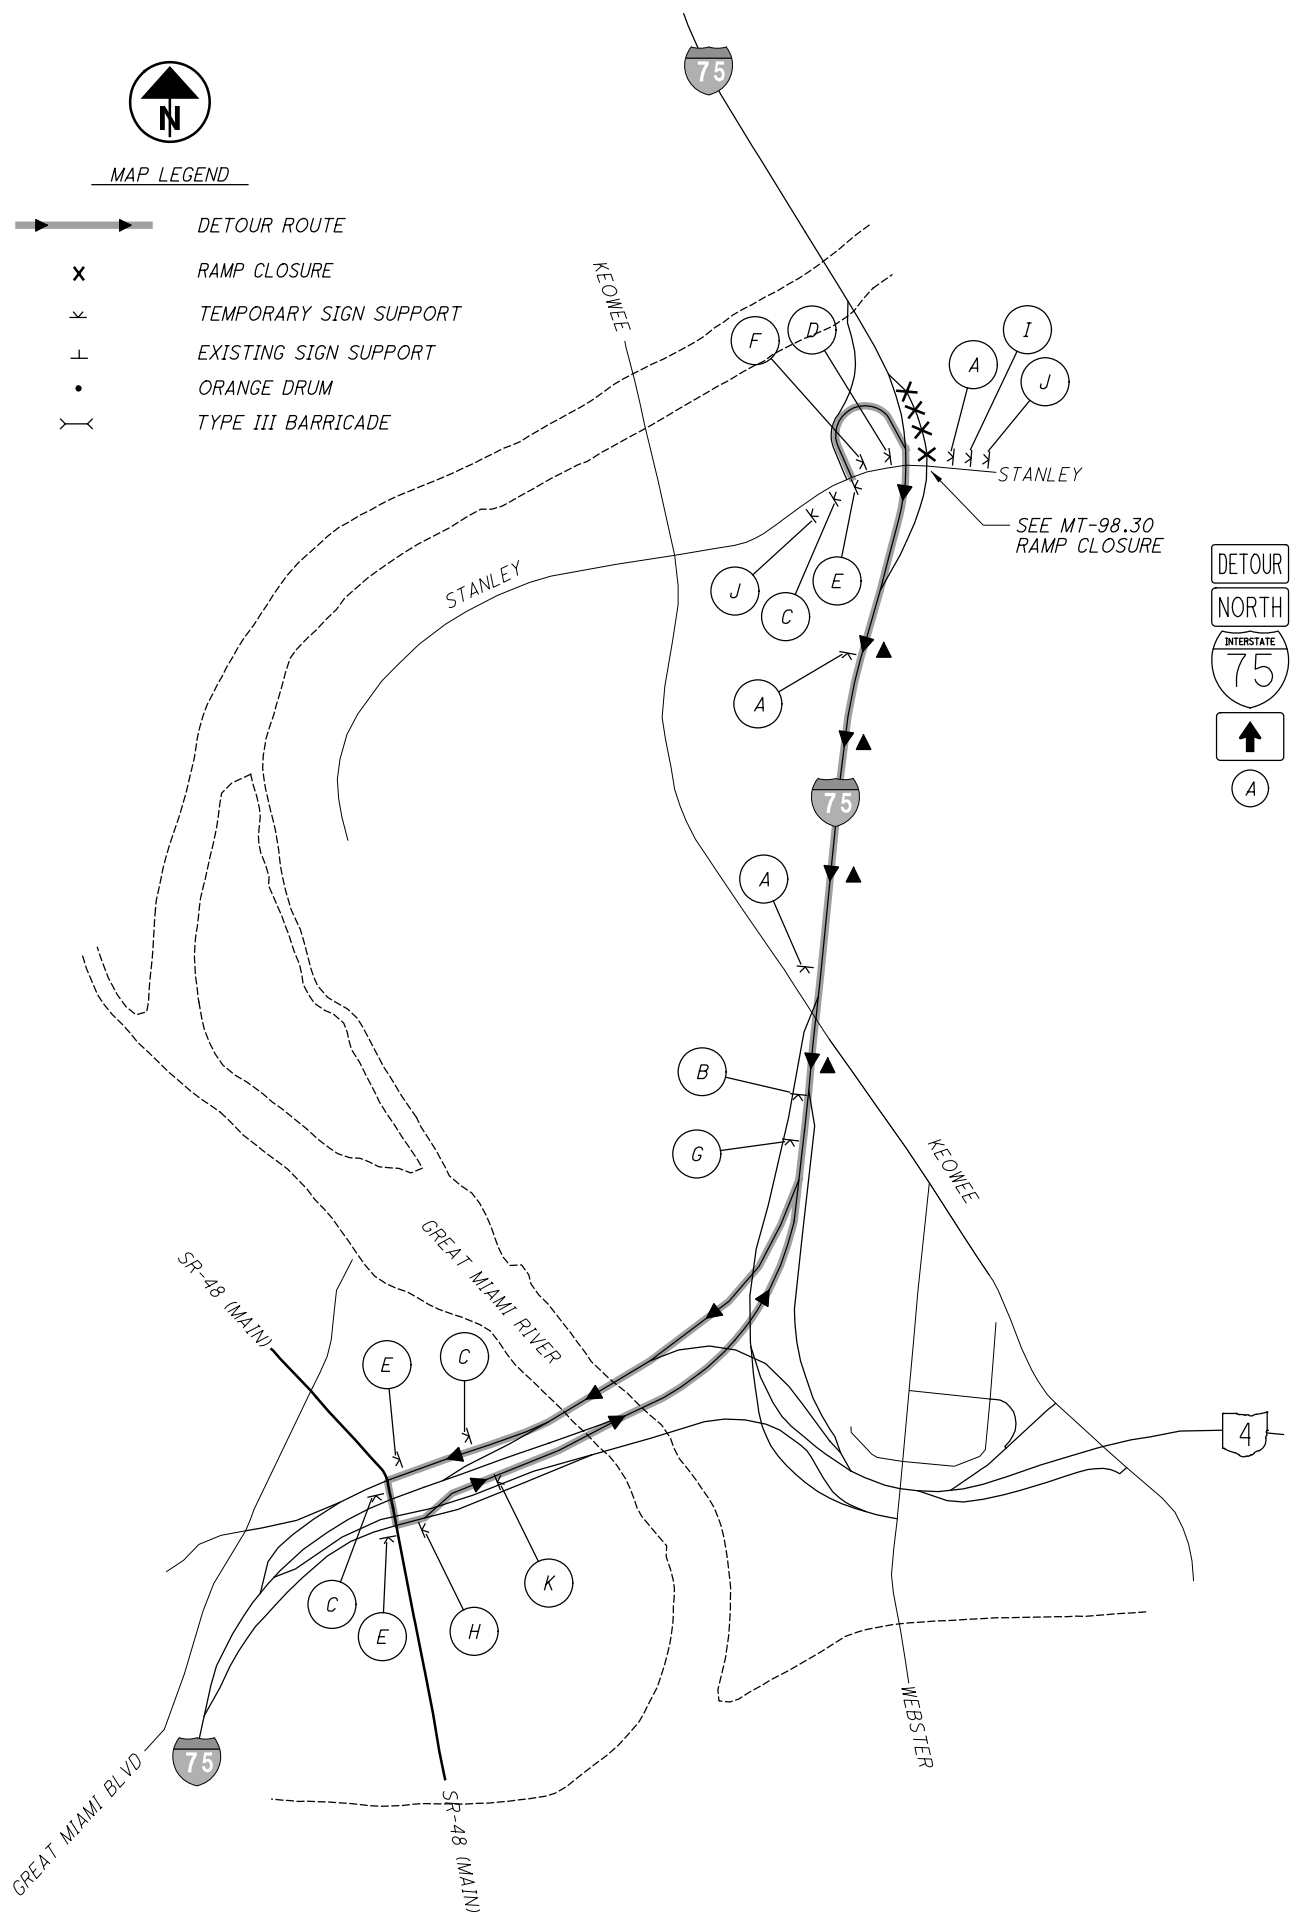 75
N
MAP LEGEND
DETOUR ROUTE
RAMP CLOSURE
TEMPORARY SIGN SUPPORT
EXISTING SIGN SUPPORT
ORANGE DRUM
TYPE III BARRICADE
KEOWEE
F
D
I
A
J
STANLEY
SEE MT-98.30
RAMP CLOSURE
STANLEY
J
C
E
DETOUR
NORTH
INTERSTATE
75
A
A
75
A
B
G
KEOWEE
GREAT MIAMI RIVER
SR-48 (MAIN)
E
C
4
C
E
H
K
WEBSTER
75
GREAT MIAMI BLVD
SR-48 (MAIN)